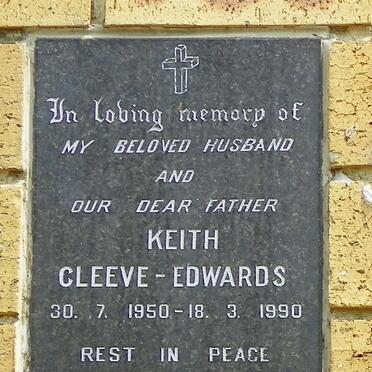 In loving memory of
MY BELOVED HUSBAND
AND
OUR DEAR FATHER
KEITH
CLEEVE - EDWARDS
30. 7. 1950 - 18. 3. 1990
REST IN PEACE